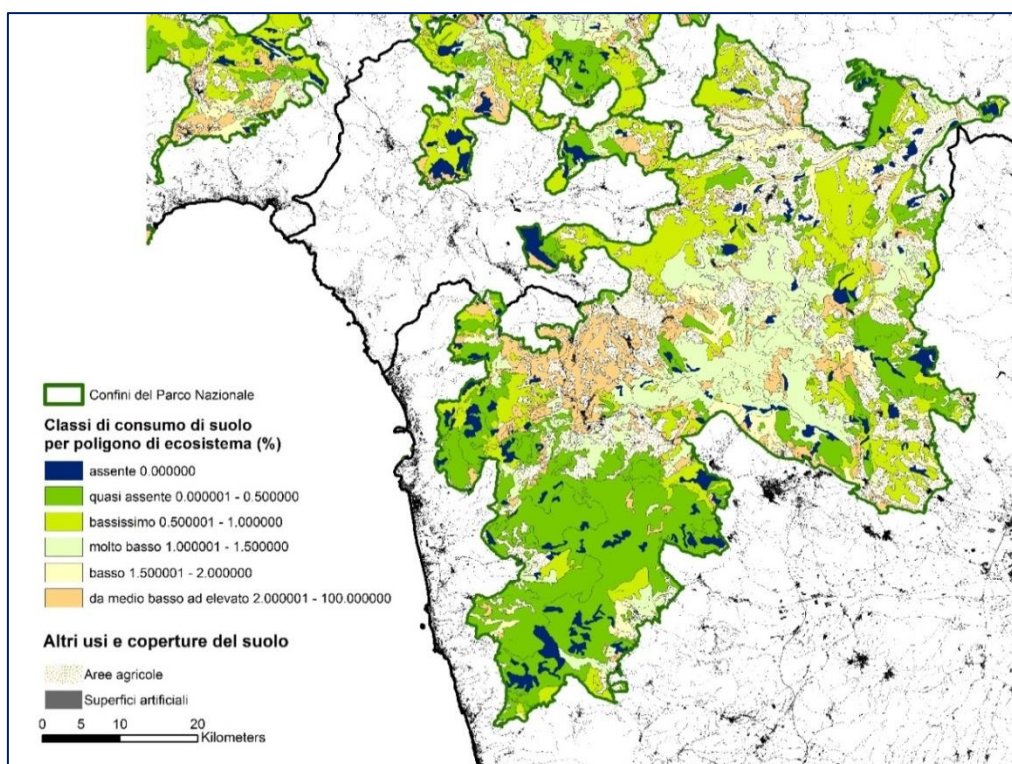 Confini del Parco Nazionale
Classi di consumo di suolo
per poligono di ecosistema (%)
assente 0.000000
quasi assente 0.000001 - 0.500000
bassissimo 0.500001 - 1.000000
molto basso 1.000001 - 1.500000
basso 1.500001 - 2.000000
da medio basso ad elevato 2.000001 - 100.000000
Altri usi e coperture del suolo
Aree agricole
Superfici artificiali
0 5 10 20
Kilometers